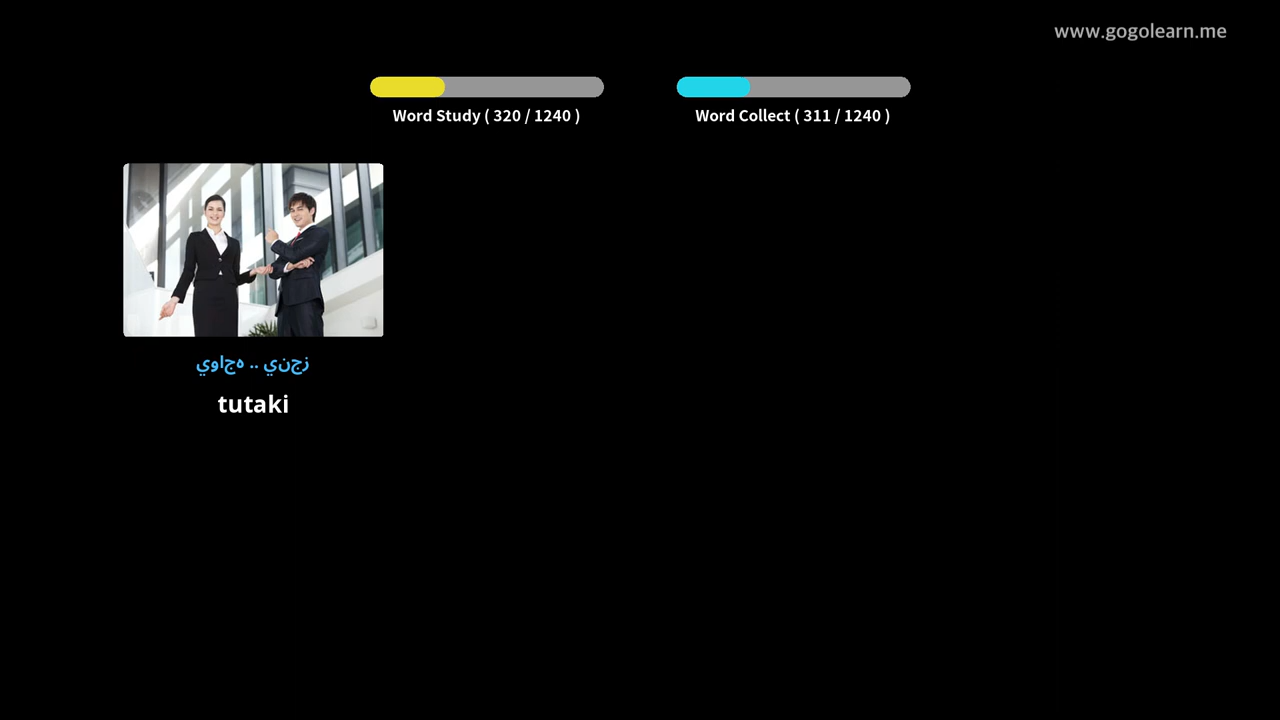 www.gogolearn.me
Word Study ( 320 / 1240 )
Word Collect ( 311 / 1240 )
زجني .. هجاوي
tutaki